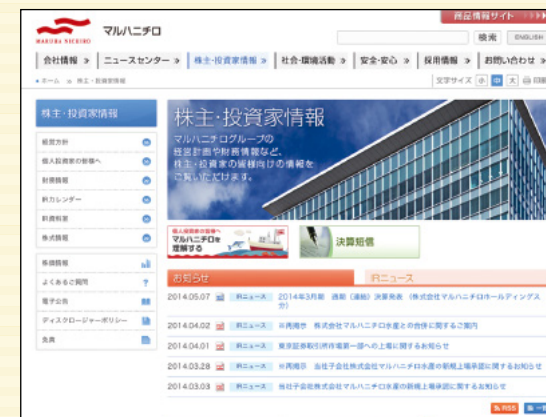 商品情報サイト
MARUHA NICHIRO
マルハニチロ
検索 ENGLISH
会社情報 ニュースセンター 株主・投資家情報 社会・環境活動 安全・安心 採用情報 お問い合わせ
ホーム 株主・投資家情報
文字サイズ 小 中 大 印刷
株主・投資家情報
経営方針
個人投資家の皆様へ
財務情報
IRカレンダー
IR資料室
株式情報
株価情報
よくあるご質問
電子公告
ディスクロージャーポリシー
免責
株主・投資家情報
マルハニチログループの
経営計画や財務情報など、
株主・投資家の皆様向けの情報を
ご覧いただけます。
個人投資家の皆様へ
マルハニチロを
理解する
決算短信
お知らせ
IRニュース
2014.05.07 IRニュース 2014年3月期 通期（連結）決算発表 （株式会社マルハニチロホールディングス
分）
2014.04.02 IRニュース ※再掲示 株式会社マルハニチロ水産との合併に関するご案内
2014.04.01 IRニュース 東京証券取引所市場第一部への上場に関するお知らせ
2014.03.28 IRニュース ※再掲示 当社子会社株式会社マルハニチロ水産の新規上場承認に関するお知らせ
2014.03.03 IRニュース 当社子会社株式会社マルハニチロ水産の新規上場承認に関するお知らせ
RSS